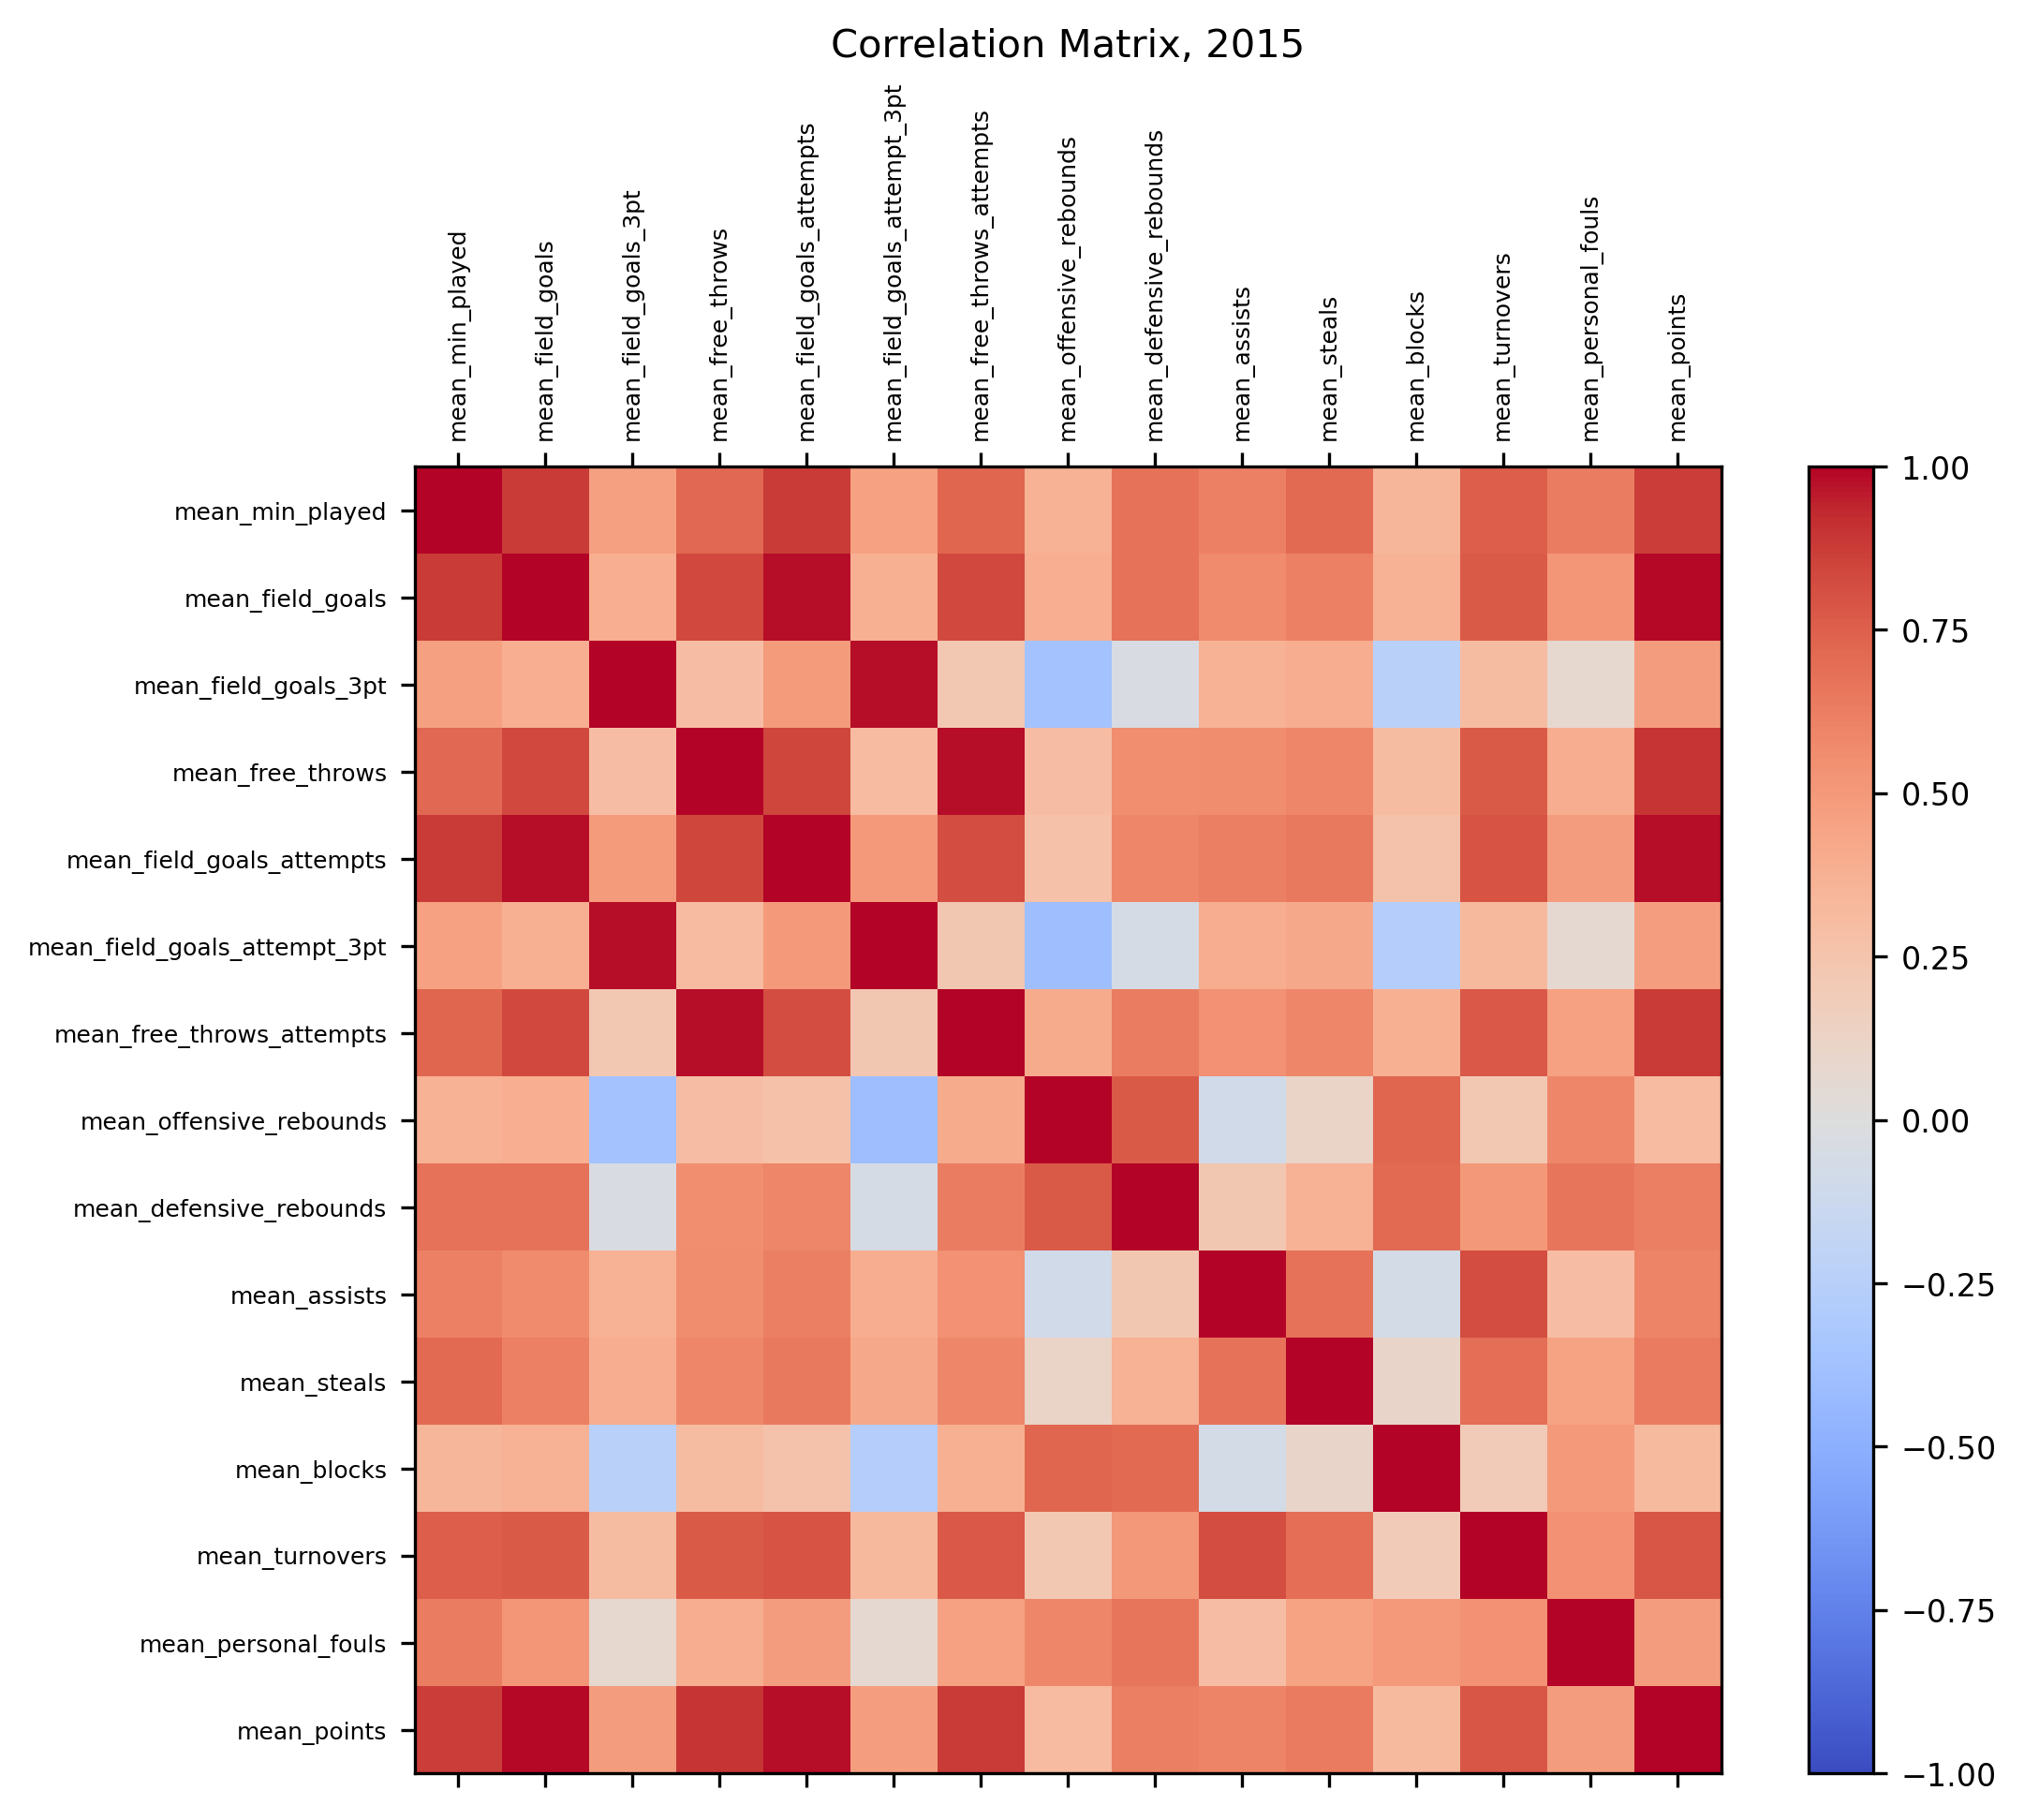 Correlation Matrix, 2015
mean_min_played
mean_field_goals
mean_field_goals_3pt
mean_free_throws
mean_field_goals_attempts
mean_field_goals_attempt_3pt
mean_free_throws_attempts
mean_offensive_rebounds
mean_defensive_rebounds
mean_assists
mean_steals
mean_blocks
mean_turnovers
mean_personal_fouls
mean_points
mean_min_played
mean_field_goals
mean_field_goals_3pt
mean_free_throws
mean_field_goals_attempts
mean_field_goals_attempt_3pt
mean_free_throws_attempts
mean_offensive_rebounds
mean_defensive_rebounds
mean_assists
mean_steals
mean_blocks
mean_turnovers
mean_personal_fouls
mean_points
1.00
0.75
0.50
0.25
0.00
−0.25
−0.50
−0.75
−1.00